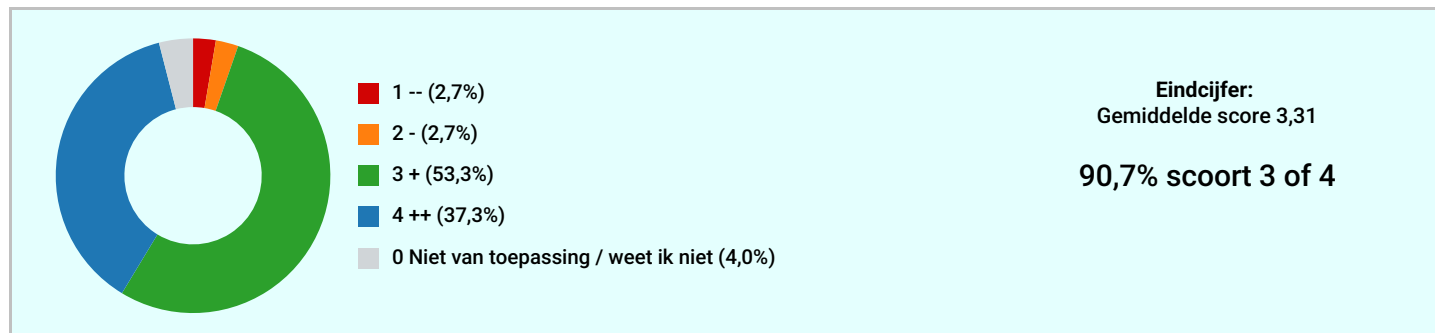 1 -- (2,7%)
2 - (2,7%)
3 + (53,3%)
4 ++ (37,3%)
0 Niet van toepassing / weet ik niet (4,0%)
Eindcijfer:
Gemiddelde score 3,31
90,7% scoort 3 of 4